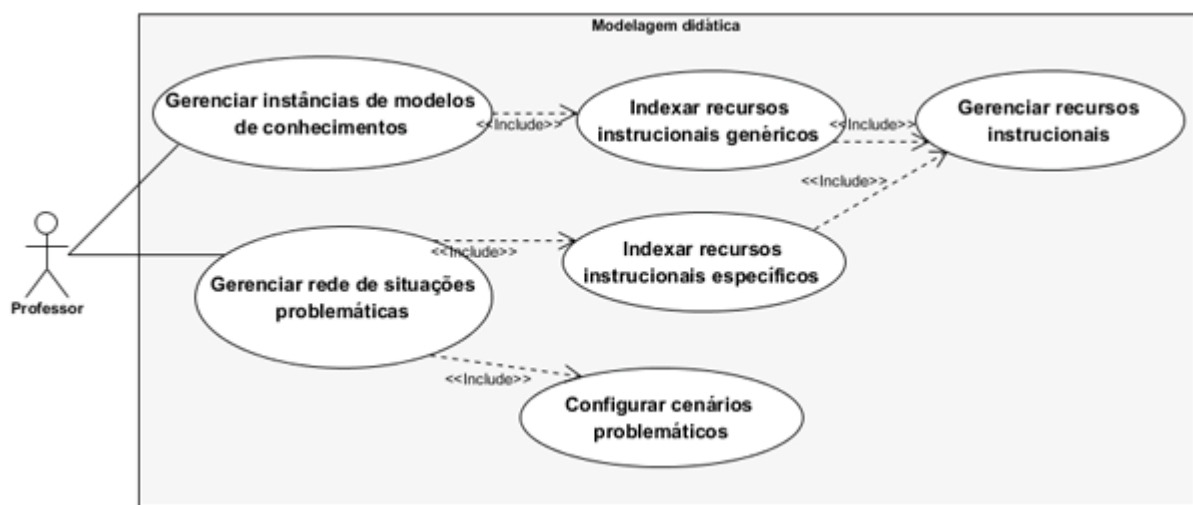 Modelagem didática
Gerenciar instâncias de modelos
de conhecimentos
<<Include>>
Indexar recursos
instrucionais genéricos
<<Include>>
Gerenciar recursos
instrucionais
<<Include>>
Professor
Gerenciar rede de situações
problemáticas
<<Include>>
Indexar recursos
instrucionais específicos
<<Include>>
Configurar cenários
problemáticos